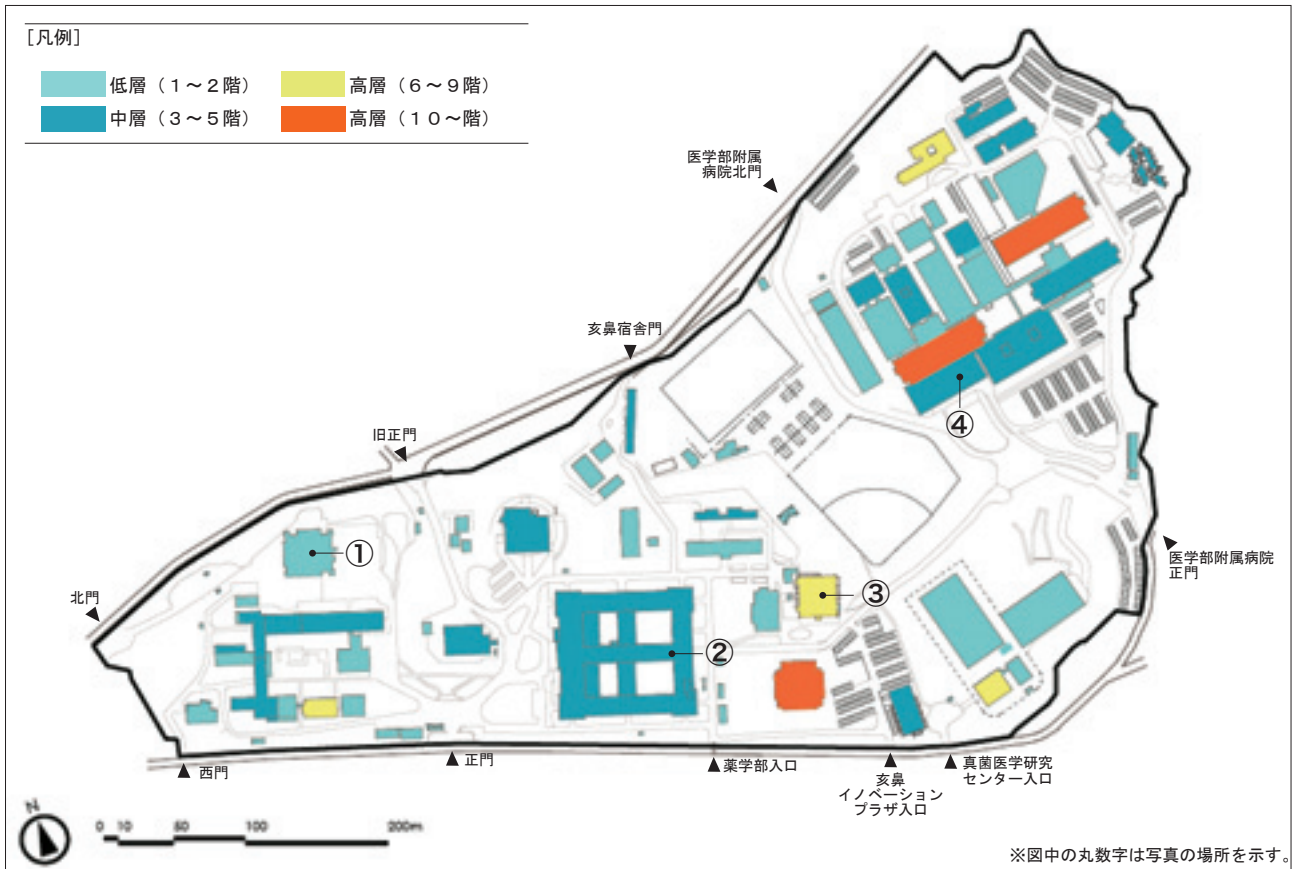 [凡例]
低層（1～2階）
高層（6～9階）
中層（3～5階）
高層（10～階）
医学部附属
病院北門
亥鼻宿舎門
旧正門
④
①
北門
③
医学部附属病院
正門
②
西門
正門
薬学部入口
亥鼻
イノベーション
プラザ入口
真菌医学研究
センター入口
N
0 10 50 100 200m
※図中の丸数字は写真の場所を示す。